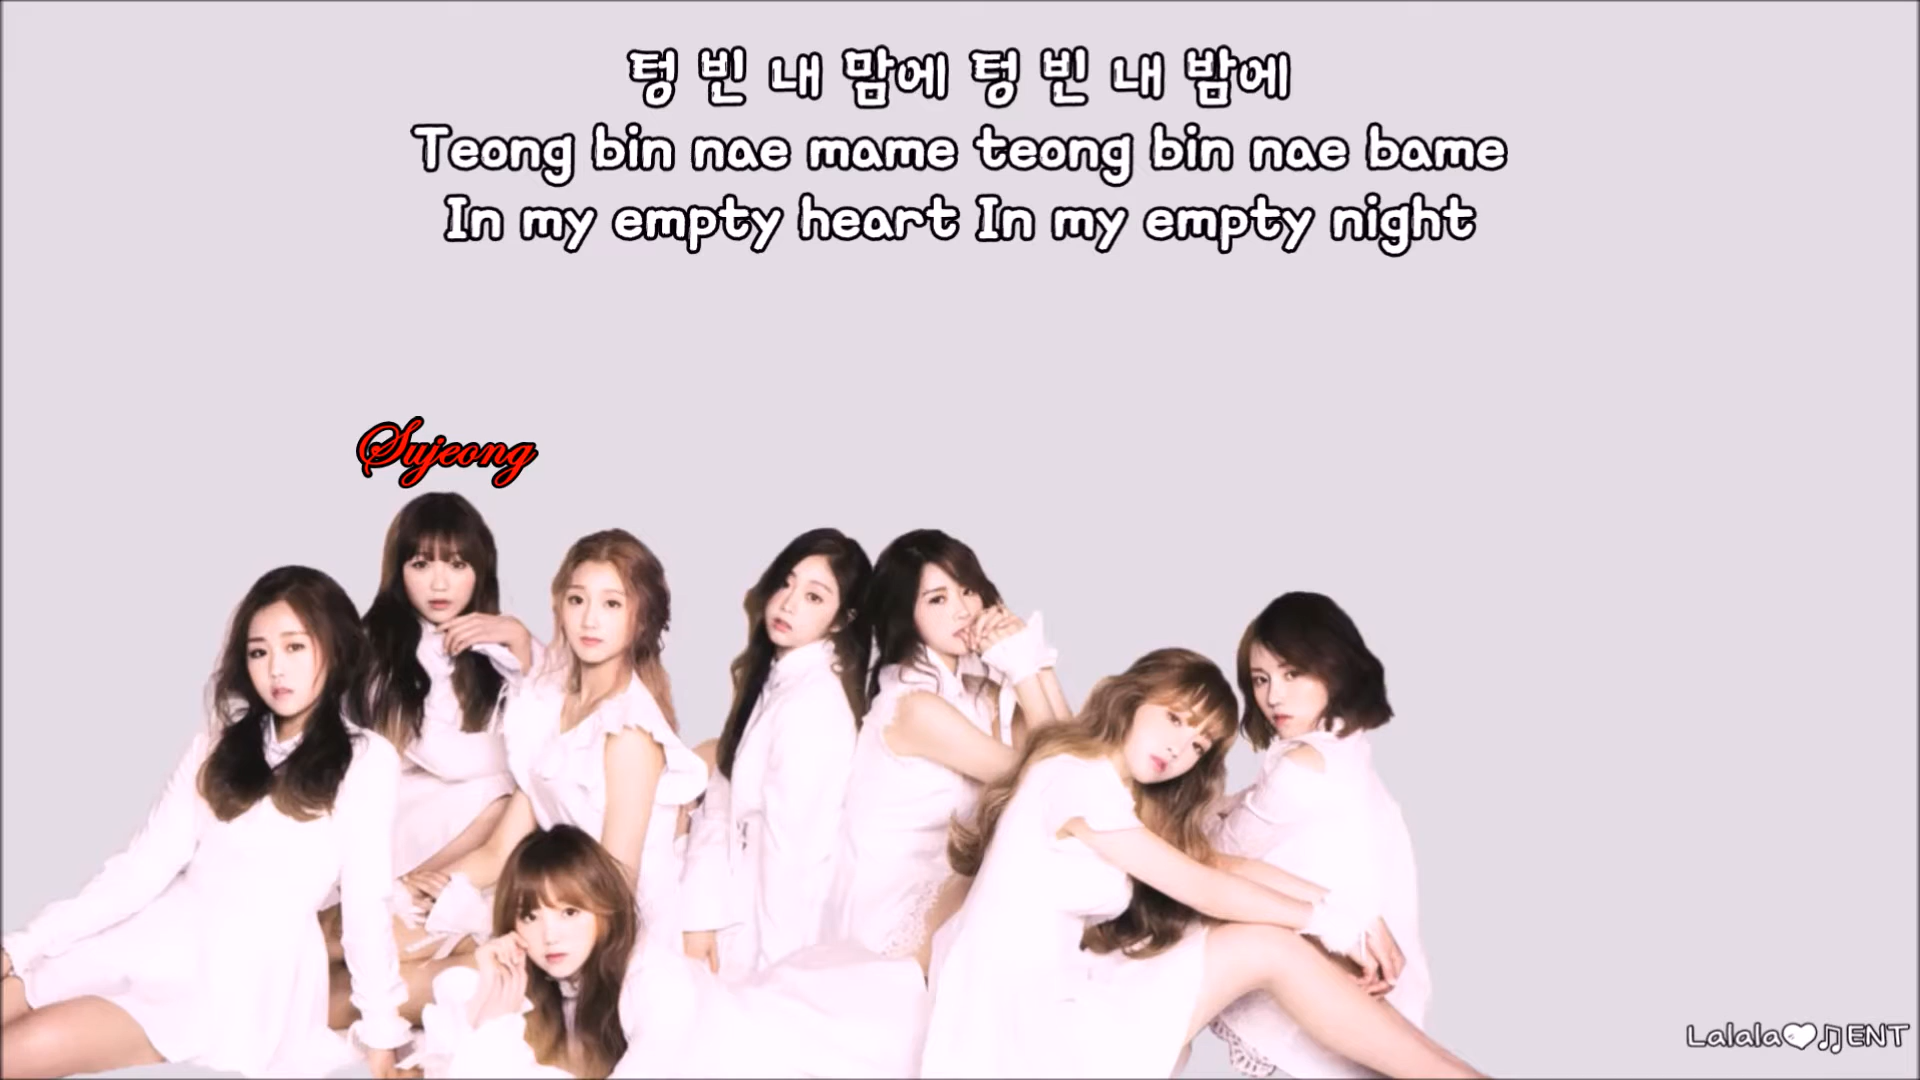 텅 빈 내 맘에 텅 빈 내 밤에
Teong bin nae mame teong bin nae bame
In my empty heart In my empty night
Sujeong
Lalala🤍🎵ENT